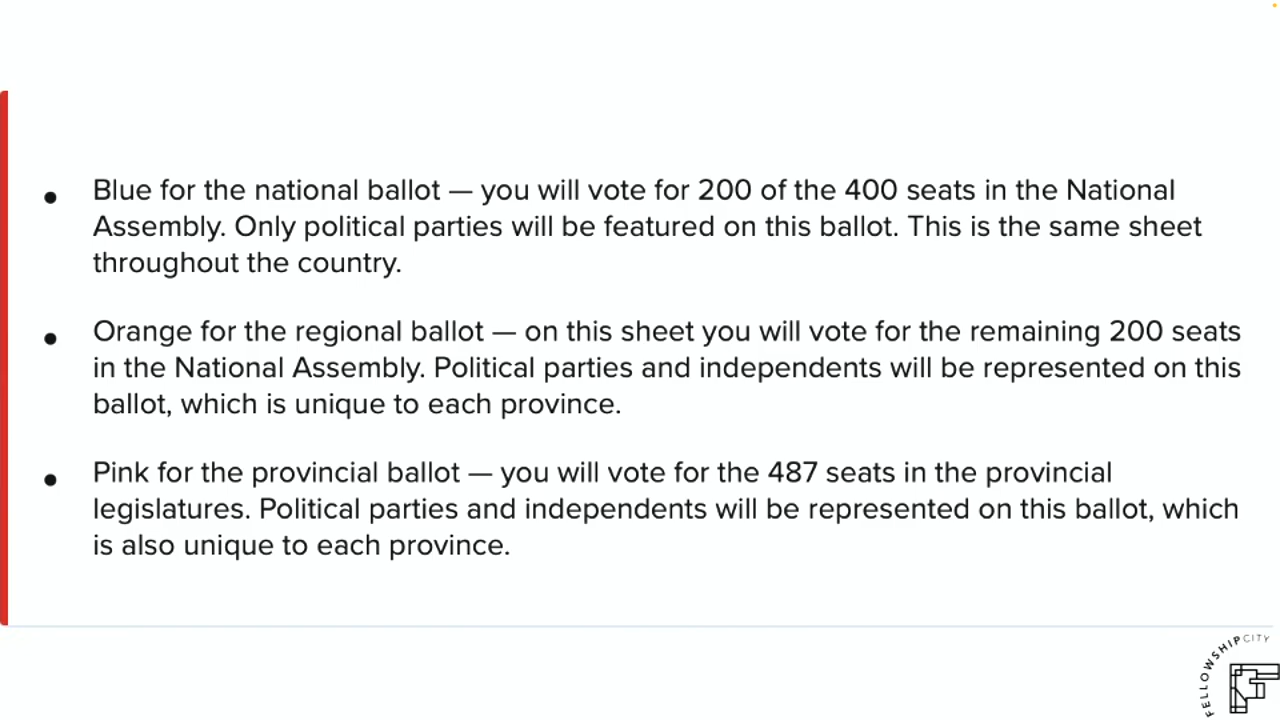 • Blue for the national ballot — you will vote for 200 of the 400 seats in the National
Assembly. Only political parties will be featured on this ballot. This is the same sheet
throughout the country.
• Orange for the regional ballot — on this sheet you will vote for the remaining 200 seats
in the National Assembly. Political parties and independents will be represented on this
ballot, which is unique to each province.
• Pink for the provincial ballot — you will vote for the 487 seats in the provincial
legislatures. Political parties and independents will be represented on this ballot, which
is also unique to each province.
FELLOWSHIPCITY